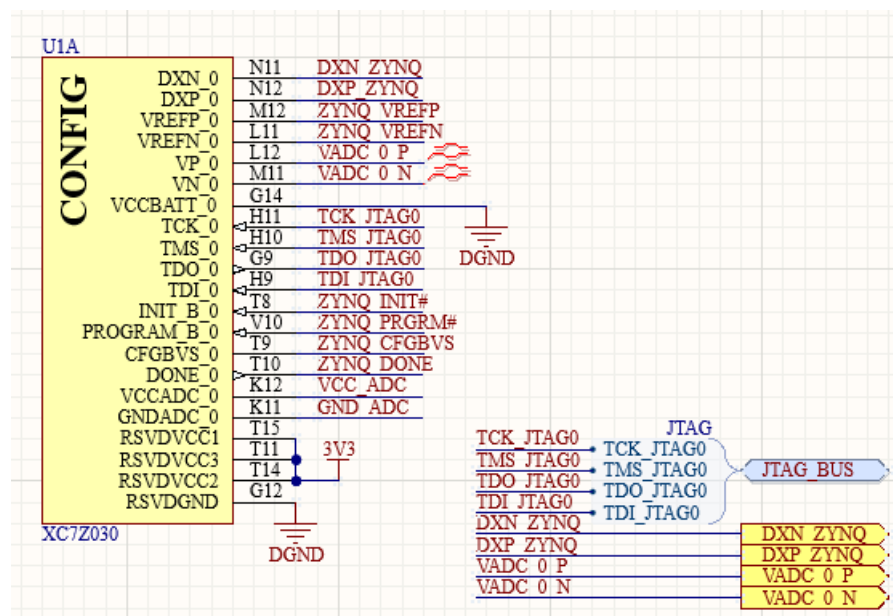 U1A
CONFIG
DXN_0 N11 DXN_ZYNQ
DXP_0 N12 DXP_ZYNQ
VREFP_0 M12 ZYNQ_VREFP
VREFN_0 L11 ZYNQ_VREFN
VP_0 L12 VADC_0_P
VN_0 M11 VADC_0_N
VCCBATT_0 G14
TCK_0 H11 TCK_JTAG0
TMS_0 H10 TMS_JTAG0
TDO_0 G9 TDO_JTAG0
TDI_0 H9 TDI_JTAG0
INIT_B_0 T8 ZYNQ_INIT#
PROGRAM_B_0 V10 ZYNQ_PRGRM#
CFGBVS_0 T9 ZYNQ_CFGBVS
DONE_0 T10 ZYNQ_DONE
VCCADC_0 K12 VCC_ADC
GNDADC_0 K11 GND_ADC
RSVDVCC1 T15
RSVDVCC3 T11
RSVDVCC2 T14
RSVDGND G12
XC7Z030
DGND
3V3
DGND
JTAG
TCK_JTAG0 TCK_JTAG0
TMS_JTAG0 TMS_JTAG0
TDO_JTAG0 TDO_JTAG0
TDI_JTAG0 TDI_JTAG0
JTAG_BUS
DXN_ZYNQ DXN_ZYNQ
DXP_ZYNQ DXP_ZYNQ
VADC_0_P VADC_0_P
VADC_0_N VADC_0_N